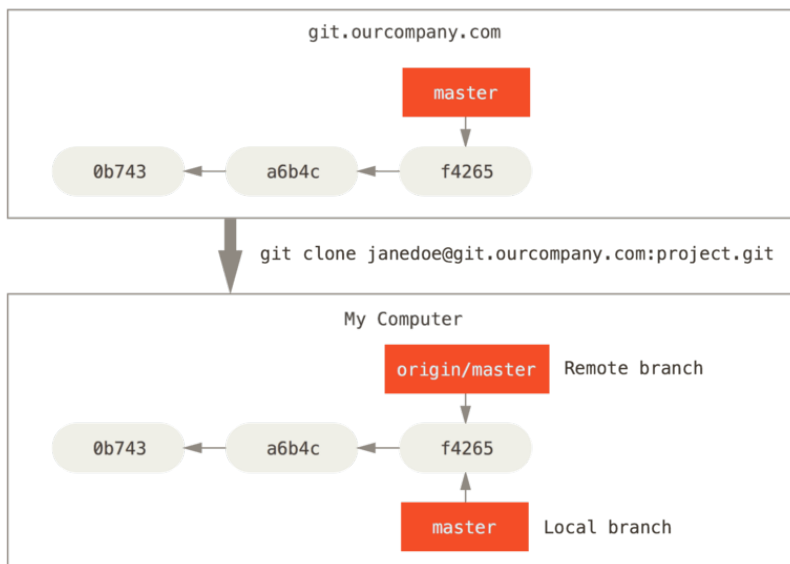 git.ourcompany.com
master
0b743 a6b4c f4265
git clone janedoe@git.ourcompany.com:project.git
My Computer
origin/master Remote branch
0b743 a6b4c f4265
master Local branch